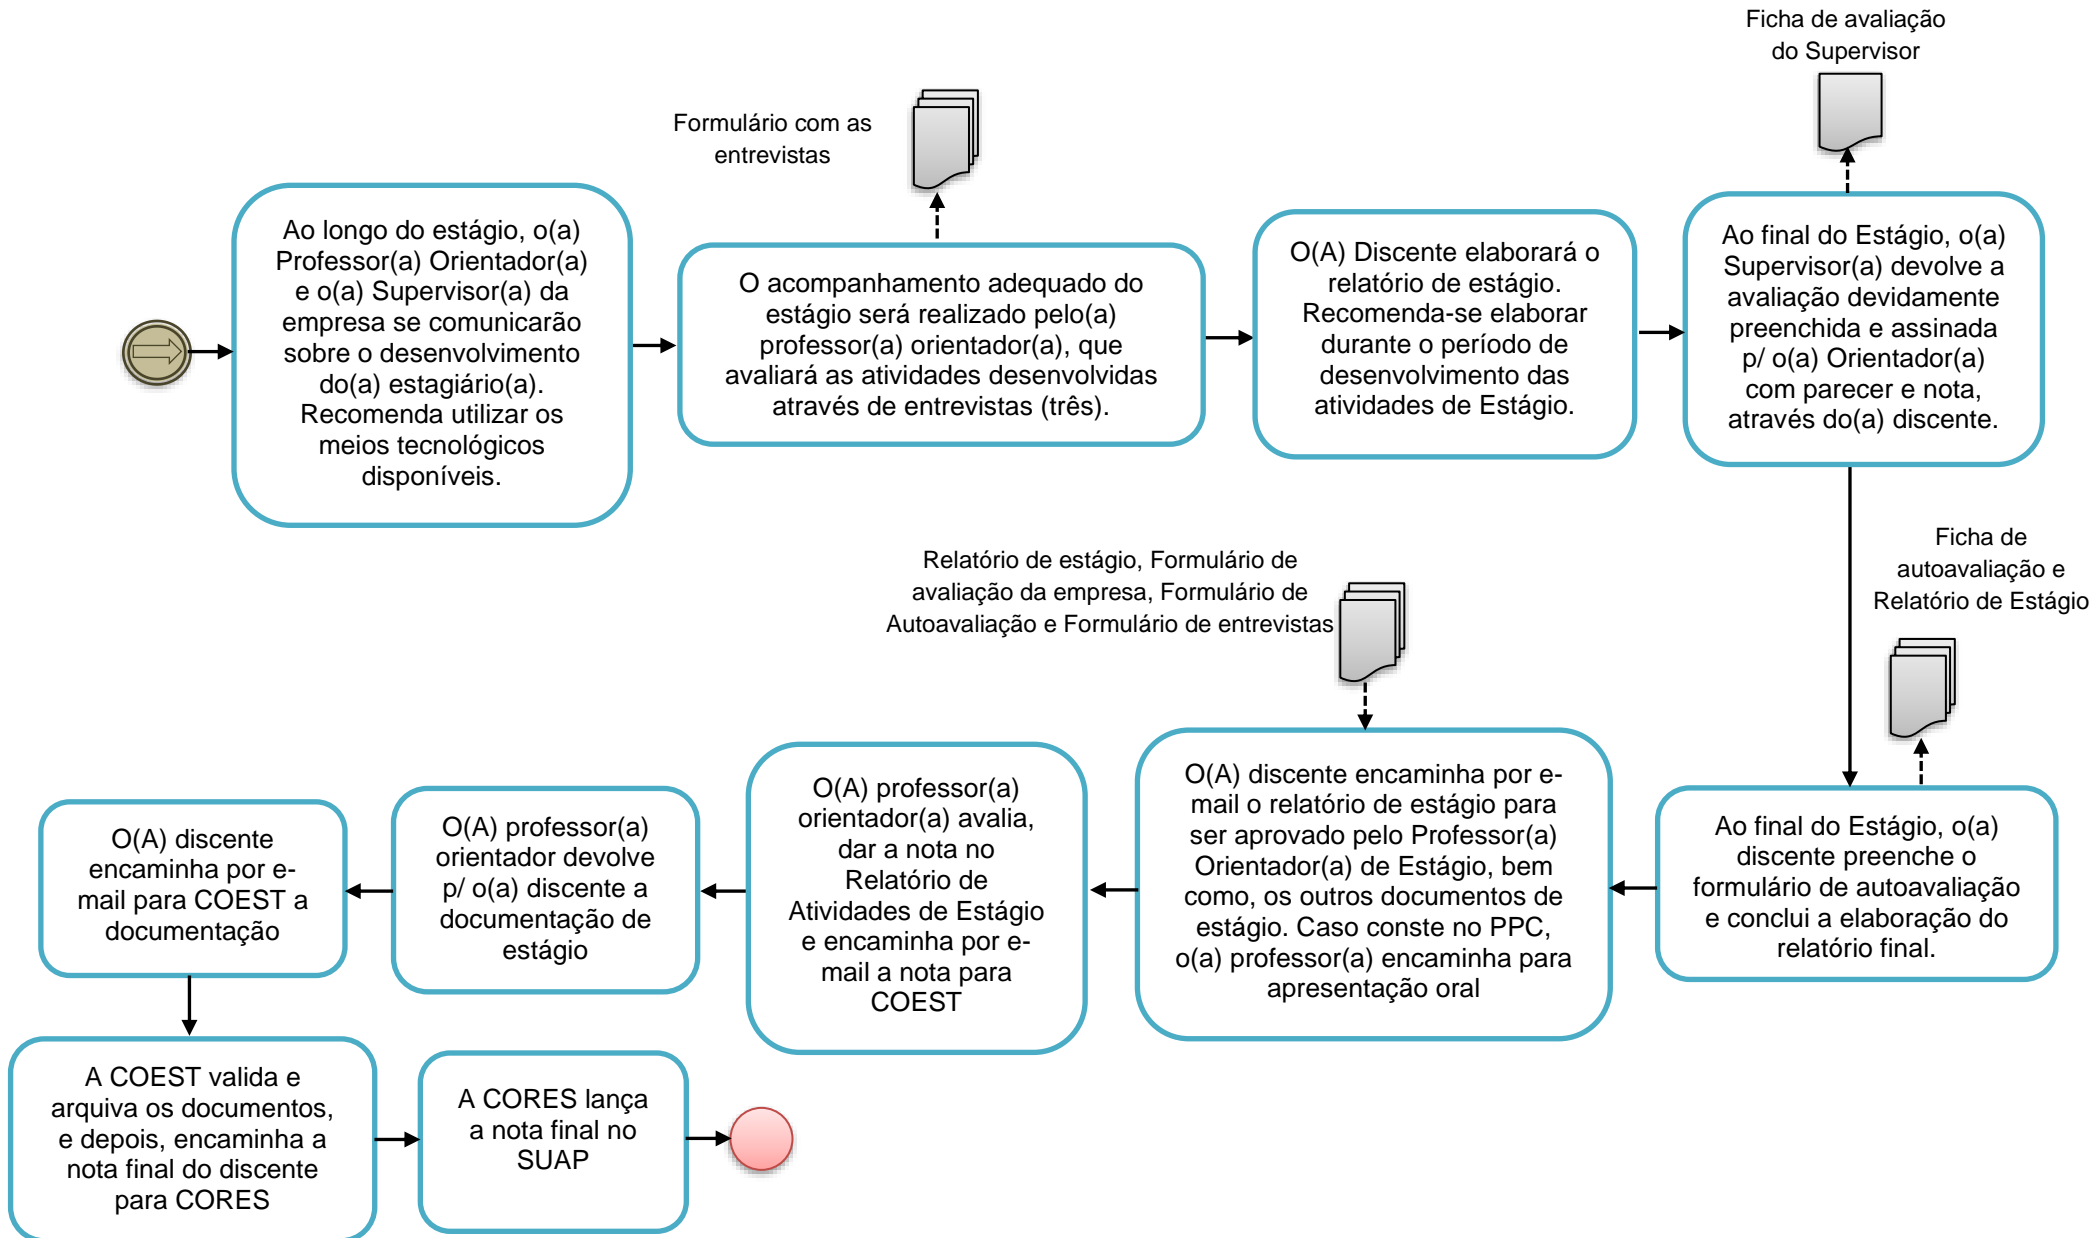 Ficha de avaliação
do Supervisor
Formulário com as
entrevistas
Ao longo do estágio, o(a)
Professor(a) Orientador(a)
e o(a) Supervisor(a) da
empresa se comunicarão
sobre o desenvolvimento
do(a) estagiário(a).
Recomenda utilizar os
meios tecnológicos
disponíveis.
O acompanhamento adequado do
estágio será realizado pelo(a)
professor(a) orientador(a), que
avaliará as atividades desenvolvidas
através de entrevistas (três).
O(A) Discente elaborará o
relatório de estágio.
Recomenda-se elaborar
durante o período de
desenvolvimento das
atividades de Estágio.
Ao final do Estágio, o(a)
Supervisor(a) devolve a
avaliação devidamente
preenchida e assinada
p/ o(a) Orientador(a)
com parecer e nota,
através do(a) discente.
Ficha de
autoavaliação e
Relatório de Estágio
Relatório de estágio, Formulário de
avaliação da empresa, Formulário de
Autoavaliação e Formulário de entrevistas
Ao final do Estágio, o(a)
discente preenche o
formulário de autoavaliação
e conclui a elaboração do
relatório final.
O(A) discente encaminha por e-
mail o relatório de estágio para
ser aprovado pelo Professor(a)
Orientador(a) de Estágio, bem
como, os outros documentos de
estágio. Caso conste no PPC,
o(a) professor(a) encaminha para
apresentação oral
O(A) professor(a)
orientador(a) avalia,
dar a nota no
Relatório de
Atividades de Estágio
e encaminha por e-
mail a nota para
COEST
O(A) professor(a)
orientador devolve
p/ o(a) discente a
documentação de
estágio
O(A) discente
encaminha por e-
mail para COEST a
documentação
A COEST valida e
arquiva os documentos,
e depois, encaminha a
nota final do discente
para CORES
A CORES lança
a nota final no
SUAP